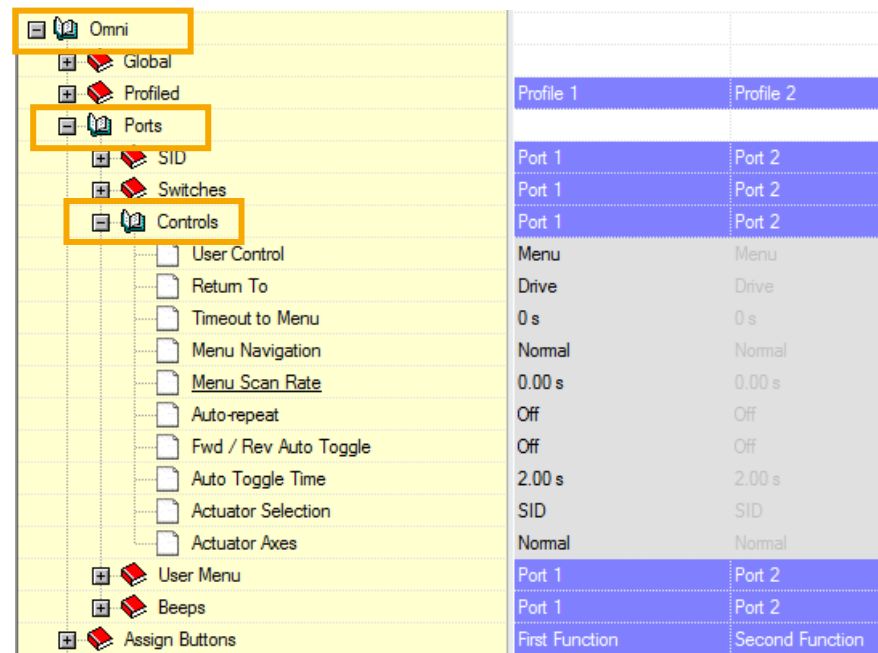 Omni
Global
Profiled Profile 1 Profile 2
Ports
SID Port 1 Port 2
Switches Port 1 Port 2
Controls Port 1 Port 2
User Control Menu Menu
Return To Drive Drive
Timeout to Menu 0 s 0 s
Menu Navigation Normal Normal
Menu Scan Rate 0.00 s 0.00 s
Auto-repeat Off Off
Fwd / Rev Auto Toggle Off Off
Auto Toggle Time 2.00 s 2.00 s
Actuator Selection SID SID
Actuator Axes Normal Normal
User Menu Port 1 Port 2
Beeps Port 1 Port 2
Assign Buttons First Function Second Function